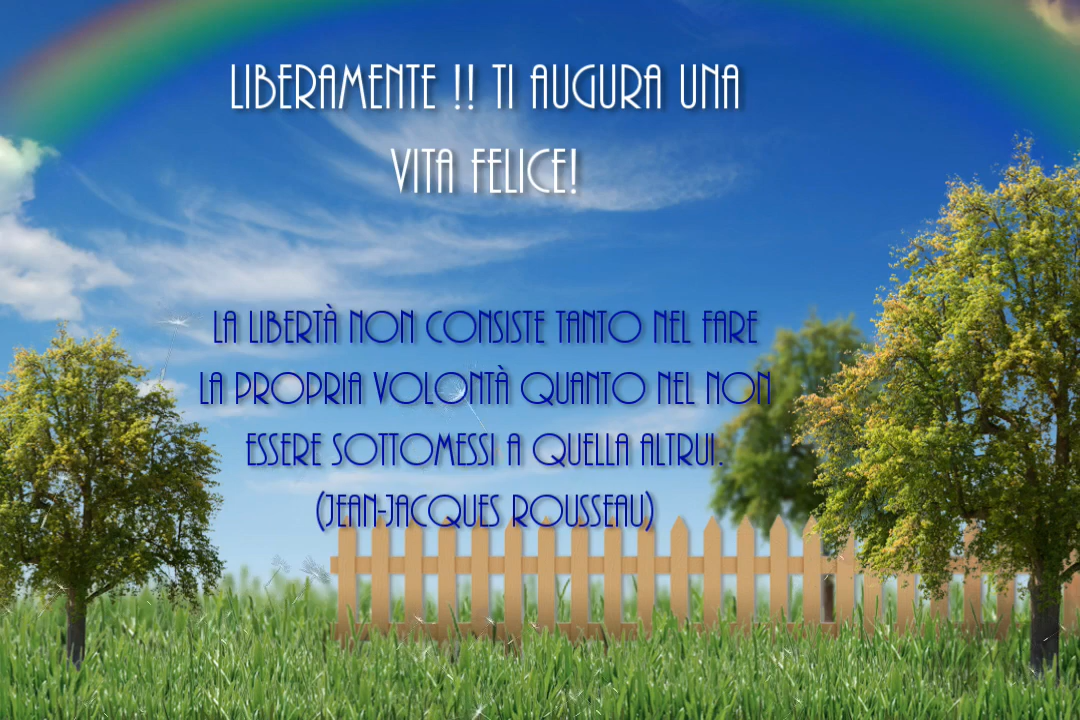 LIBERAMENTE !! TI AUGURA UNA
VITA FELICE!
LA LIBERTÀ NON CONSISTE TANTO NEL FARE
LA PROPRIA VOLONTÀ QUANTO NEL NON
ESSERE SOTTOMESSI A QUELLA ALTRUI.
(JEAN-JACQUES ROUSSEAU)